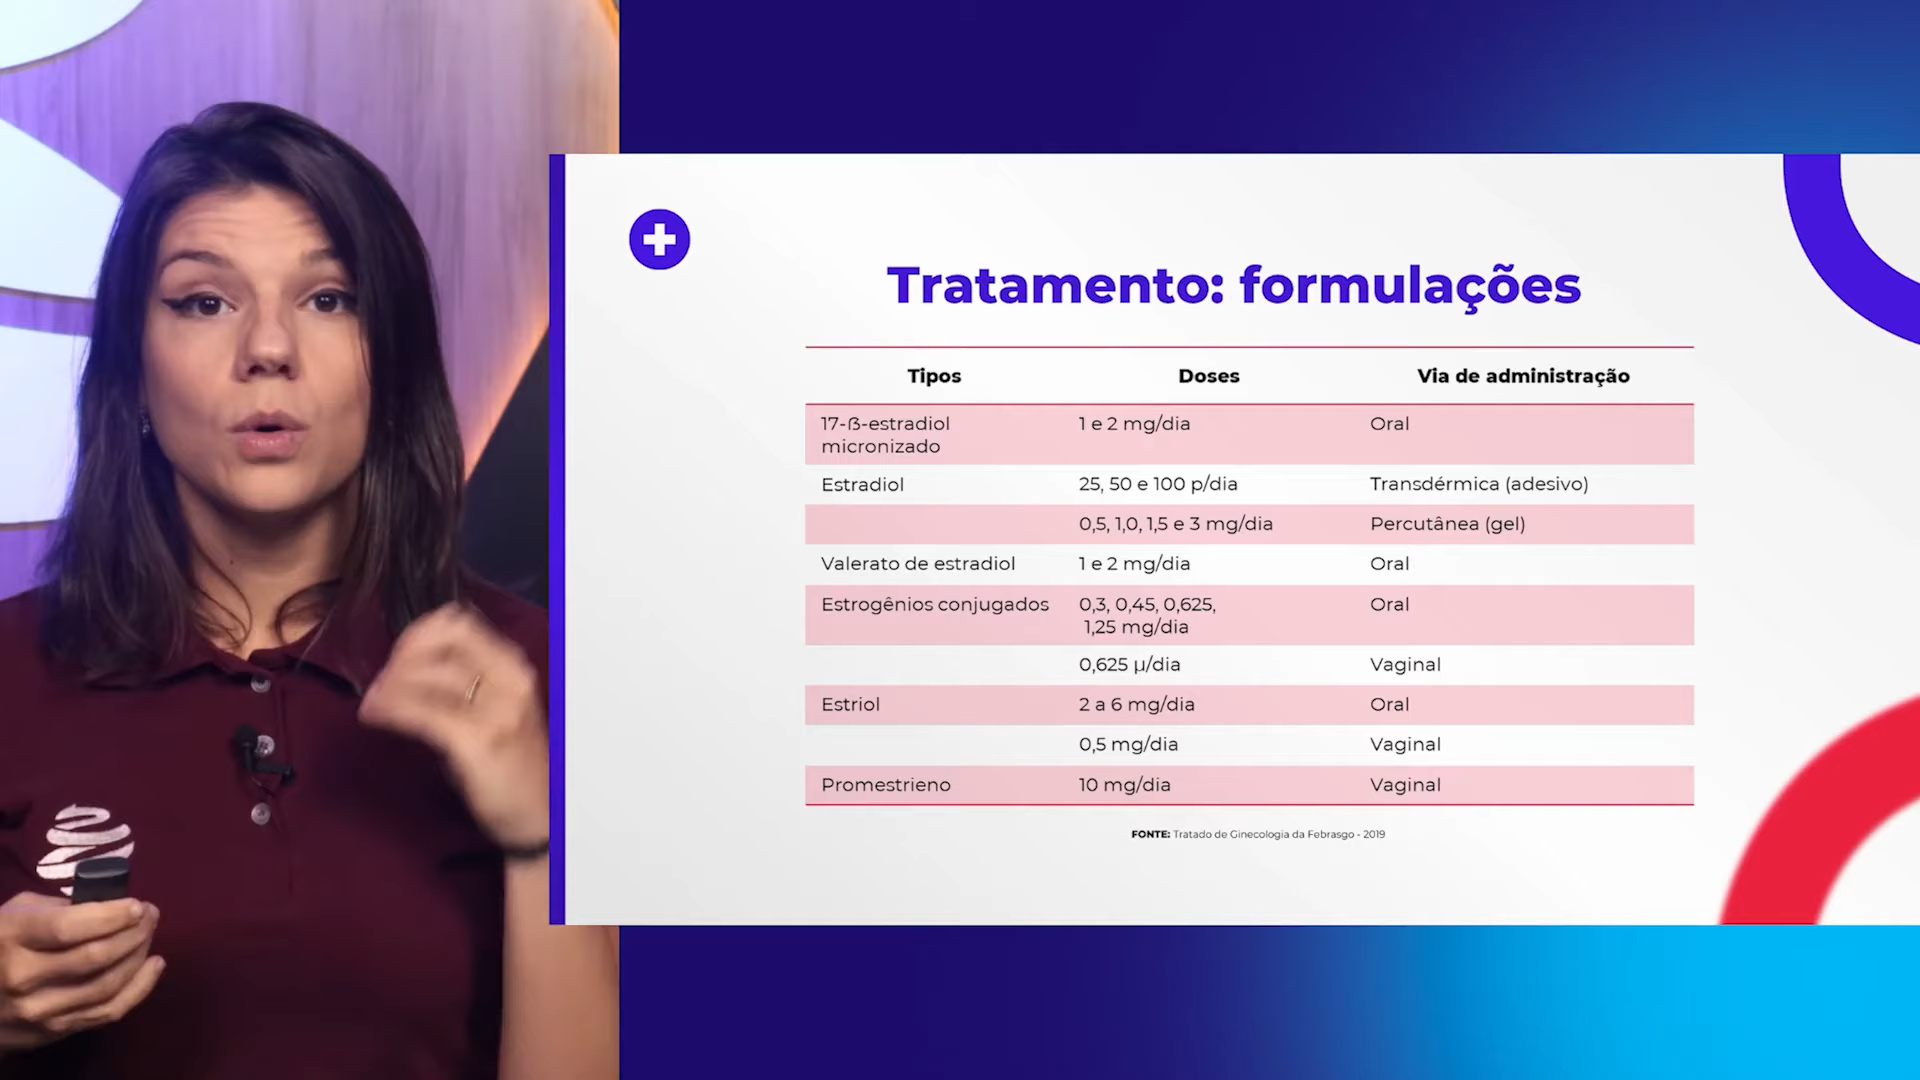 Tratamento: formulações
Tipos Doses Via de administração
17-ß-estradiol 1 e 2 mg/dia Oral
micronizado
Estradiol 25, 50 e 100 p/dia Transdérmica (adesivo)
0,5, 1,0, 1,5 e 3 mg/dia Percutânea (gel)
Valerato de estradiol 1 e 2 mg/dia Oral
Estrogênios conjugados 0,3, 0,45, 0,625, Oral
1,25 mg/dia
0,625 µ/dia Vaginal
Estriol 2 a 6 mg/dia Oral
0,5 mg/dia Vaginal
Promestrieno 10 mg/dia Vaginal
FONTE: Tratado de Ginecologia da Febrasgo - 2019